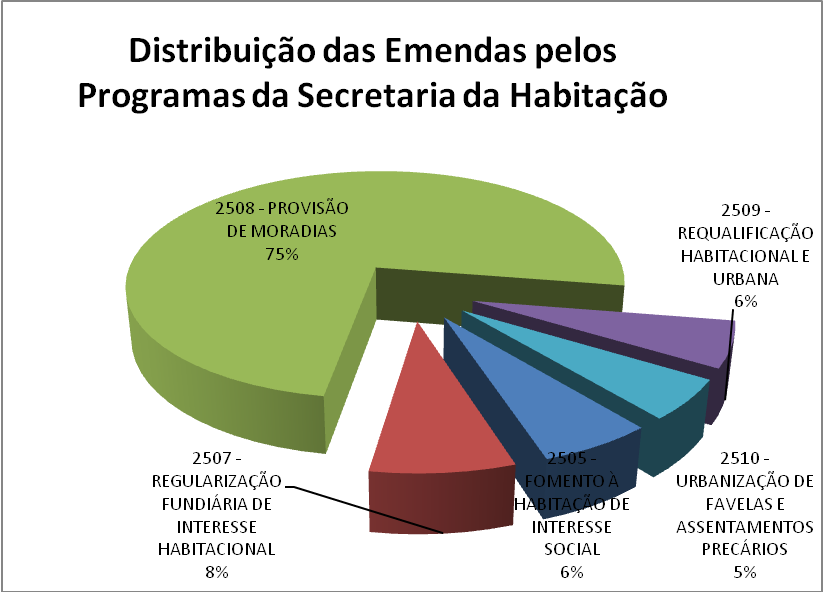 Distribuição das Emendas pelos
Programas da Secretaria da Habitação
2508 - PROVISÃO
DE MORADIAS
75%
2509 -
REQUALIFICAÇÃO
HABITACIONAL E
URBANA
6%
2507 -
REGULARIZAÇÃO
FUNDIÁRIA DE
INTERESSE
HABITACIONAL
8%
2505 -
FOMENTO À
HABITAÇÃO DE
INTERESSE
SOCIAL
6%
2510 -
URBANIZAÇÃO DE
FAVELAS E
ASSENTAMENTOS
PRECÁRIOS
5%